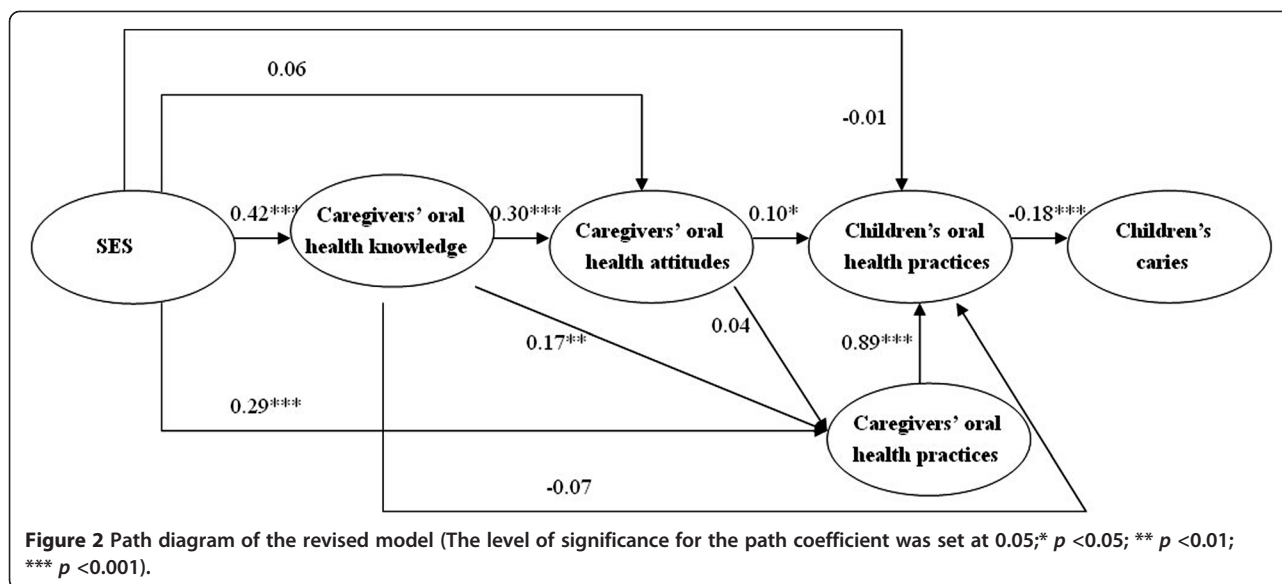 0.06
-0.01
SES
0.42***
Caregivers' oral
health knowledge
0.30***
Caregivers' oral
health attitudes
0.10*
Children's oral
health practices
-0.18***
Children's
caries
0.17**
0.04
0.89***
0.29***
Caregivers' oral
health practices
-0.07
Figure 2 Path diagram of the revised model (The level of significance for the path coefficient was set at 0.05;* p <0.05; ** p <0.01;
*** p <0.001).